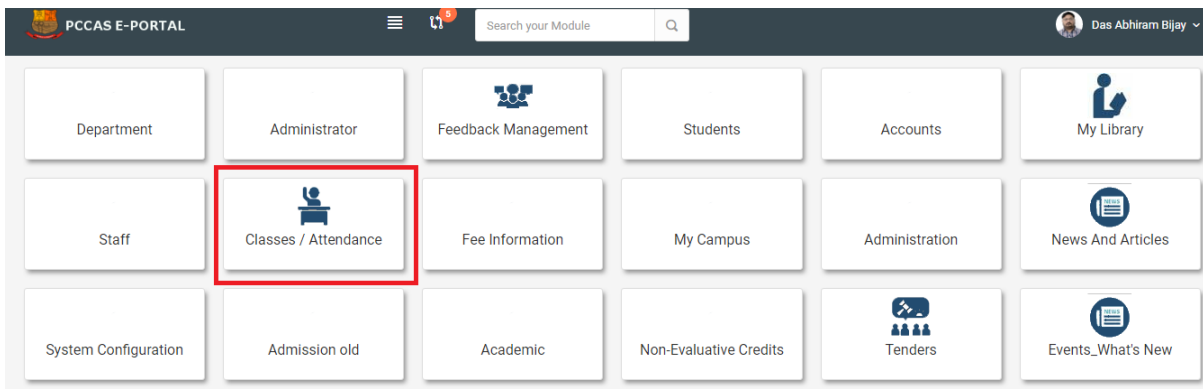 PCCAS E-PORTAL
5
Search your Module
Das Abhiram Bijay
Department
Administrator
Feedback Management
Students
Accounts
My Library
Staff
Classes / Attendance
Fee Information
My Campus
Administration
NEWS
News And Articles
System Configuration
Admission old
Academic
Non-Evaluative Credits
Tenders
NEWS
Events_What's New